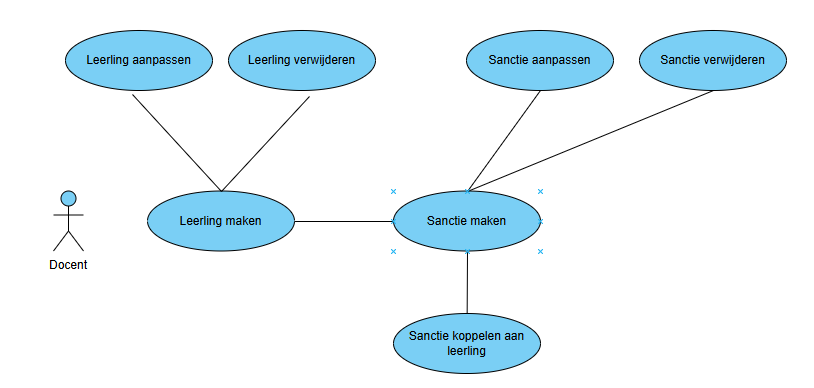 Leerling aanpassen
Leerling verwijderen
Sanctie aanpassen
Sanctie verwijderen
Leerling maken
Sanctie maken
Docent
Sanctie koppelen aan
leerling